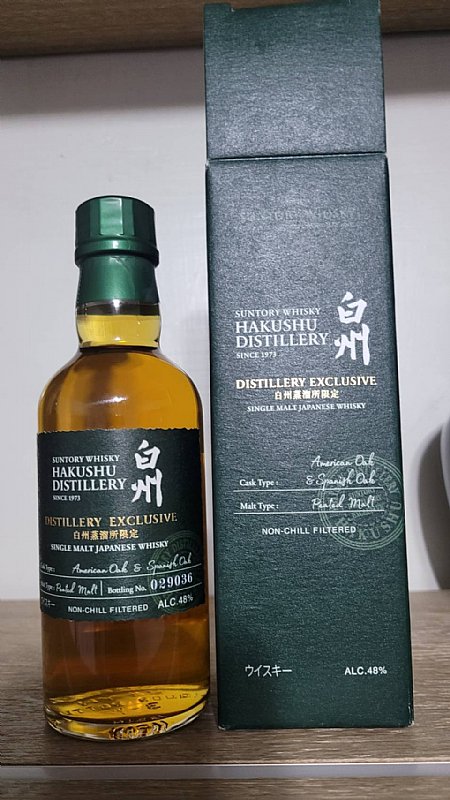 SUNTORY WHISKY
HAKUSHU
DISTILLERY
SINCE 1973
白州
DISTILLERY EXCLUSIVE
白州蒸溜所限定
SINGLE MALT JAPANESE WHISKY
Type: American Oak & Spanish Oak
Type: Peated Malt Bottling No. 029036
NON-CHILL FILTERED ALC.48%
SUNTORY WHISKY
HAKUSHU
DISTILLERY
SINCE 1973
白州
DISTILLERY EXCLUSIVE
白州蒸溜所限定
SINGLE MALT JAPANESE WHISKY
Cask Type: American Oak
& Spanish Oak
Malt Type: Peated Malt
HAKUSHU
NON-CHILL FILTERED
ウイスキー ALC.48%